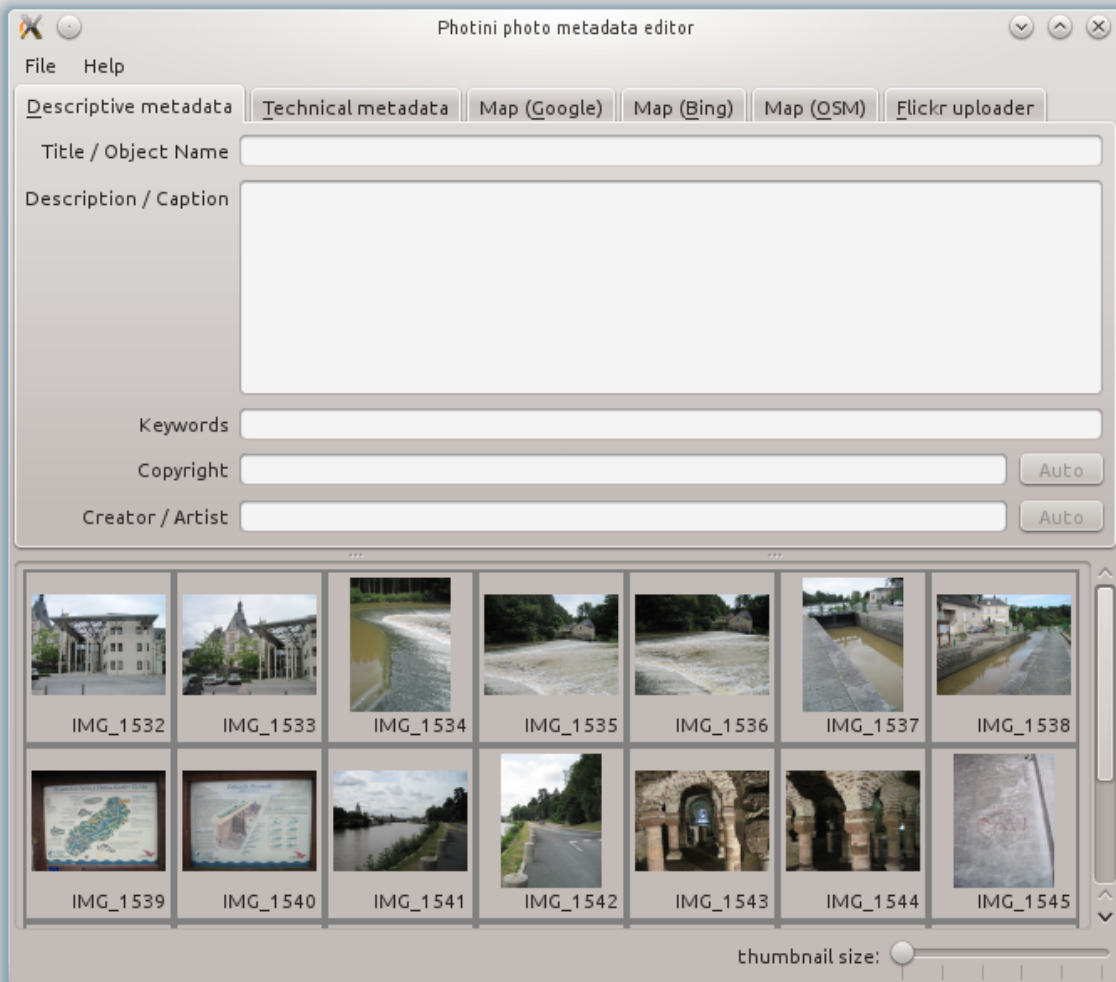 Photini photo metadata editor
File Help
Descriptive metadata Technical metadata Map (Google) Map (Bing) Map (OSM) Flickr uploader
Title / Object Name
Description / Caption
Keywords
Copyright Auto
Creator / Artist Auto
IMG_1532 IMG_1533 IMG_1534 IMG_1535 IMG_1536 IMG_1537 IMG_1538
IMG_1539 IMG_1540 IMG_1541 IMG_1542 IMG_1543 IMG_1544 IMG_1545
thumbnail size: